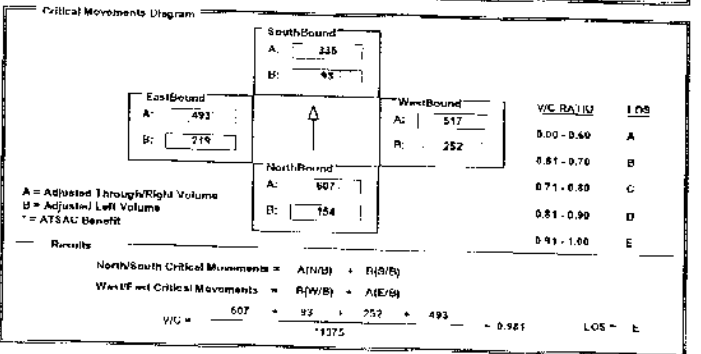 Critical Movements Diagram
SouthBound
A: 335
B: 93
EastBound
A: 493
B: 219
WestBound
A: 517
B: 252
NorthBound
A: 607
B: 154
V/C RATIO LOS
0.00 - 0.60 A
0.61 - 0.70 B
0.71 - 0.80 C
0.81 - 0.90 D
0.91 - 1.00 E
A = Adjusted Through/Right Volume
B = Adjusted Left Volume
* = ATSAC Benefit
Results
North/South Critical Movements = A(N/B) + B(S/B)
West/East Critical Movements = B(W/B) + A(E/B)
V/C = 607 + 93 + 252 + 493 = 0.981 LOS = E
*1375